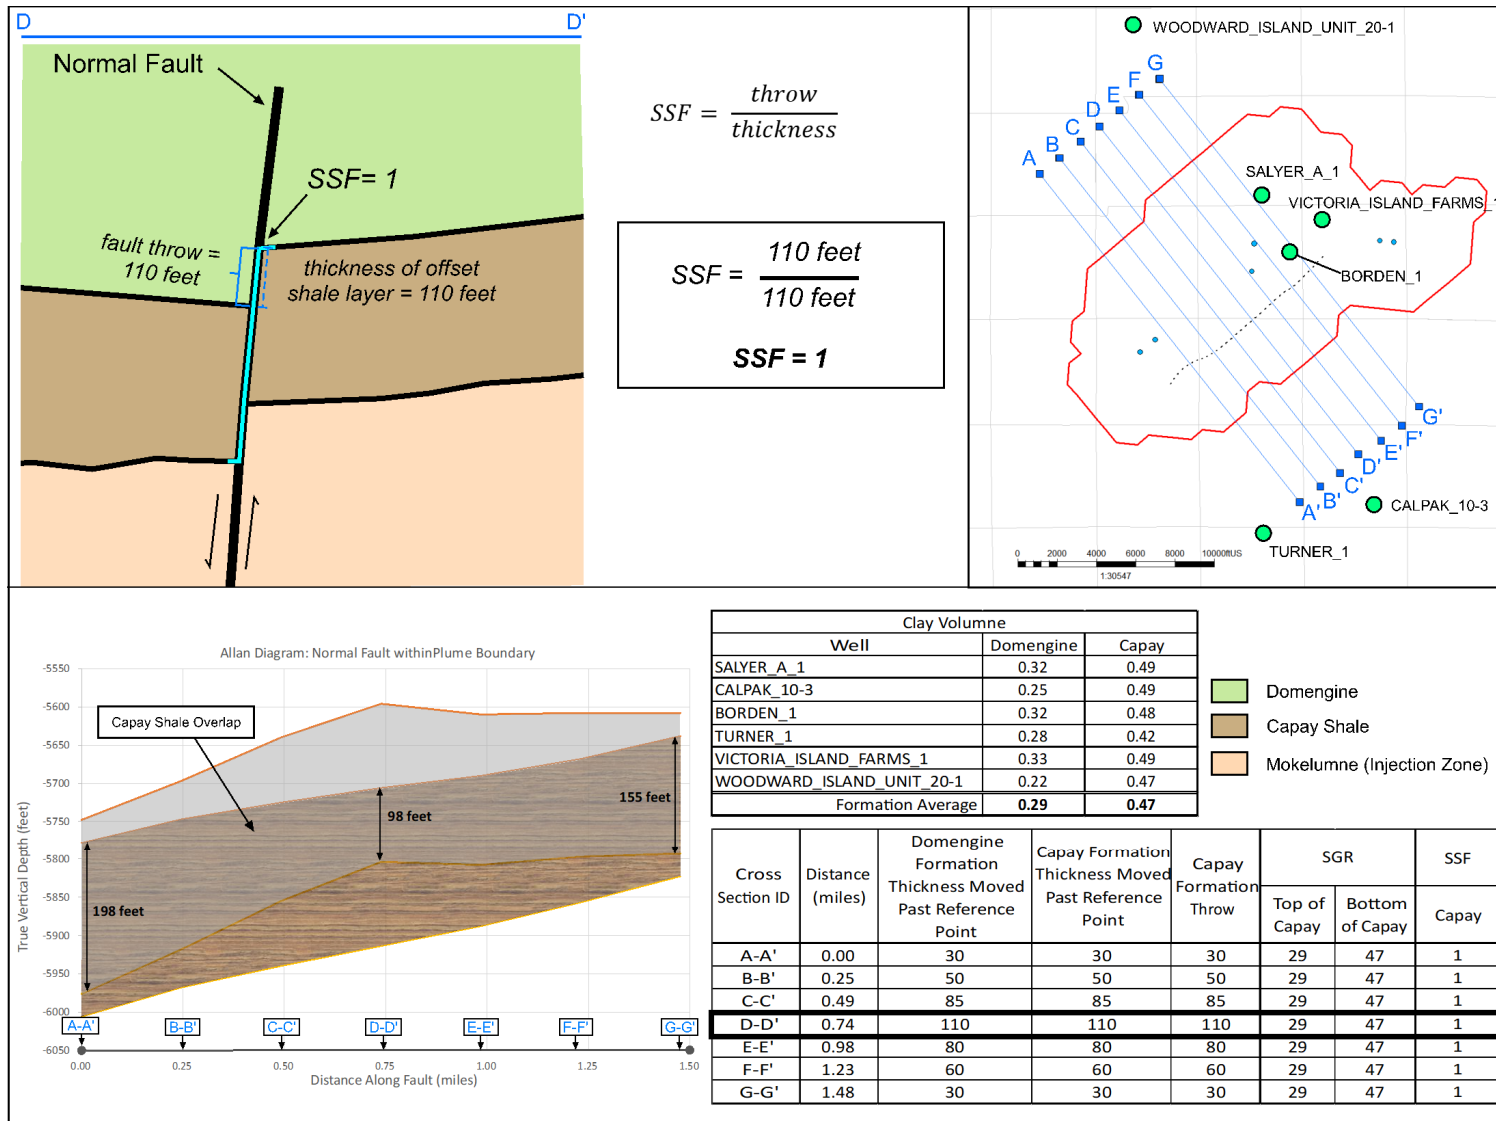 D D'
Normal Fault
SSF= 1
fault throw =
110 feet
thickness of offset
shale layer = 110 feet
SSF = throw
thickness
SSF = 110 feet
110 feet
SSF = 1
WOODWARD_ISLAND_UNIT_20-1
G
F
E
D
C
B
A
SALYER_A_1
VICTORIA_ISLAND_FARMS_1
BORDEN_1
G'
F'
E'
D'
C'
B'
A'
CALPAK_10-3
TURNER_1
0 2000 4000 6000 8000 10000ftUS
1:30547
Allan Diagram: Normal Fault withinPlume Boundary
True Vertical Depth (feet)
-5550
-5600
-5650
-5700
-5750
-5800
-5850
-5900
-5950
-6000
-6050
Capay Shale Overlap
198 feet
98 feet
155 feet
A-A' B-B' C-C' D-D' E-E' F-F' G-G'
0.00 0.25 0.50 0.75 1.00 1.25 1.50
Distance Along Fault (miles)
Clay Volumne
Well Domengine Capay
SALYER_A_1 0.32 0.49
CALPAK_10-3 0.25 0.49
BORDEN_1 0.32 0.48
TURNER_1 0.28 0.42
VICTORIA_ISLAND_FARMS_1 0.33 0.49
WOODWARD_ISLAND_UNIT_20-1 0.22 0.47
Formation Average 0.29 0.47
Domengine
Capay Shale
Mokelumne (Injection Zone)
Cross
Section ID
Distance
(miles)
Domengine
Formation
Thickness Moved
Past Reference
Point
Capay Formation
Thickness Moved
Past Reference
Point
Capay
Formation
Throw
SGR
Top of
Capay
Bottom
of Capay
SSF
Capay
A-A' 0.00 30 30 30 29 47 1
B-B' 0.25 50 50 50 29 47 1
C-C' 0.49 85 85 85 29 47 1
D-D' 0.74 110 110 110 29 47 1
E-E' 0.98 80 80 80 29 47 1
F-F' 1.23 60 60 60 29 47 1
G-G' 1.48 30 30 30 29 47 1